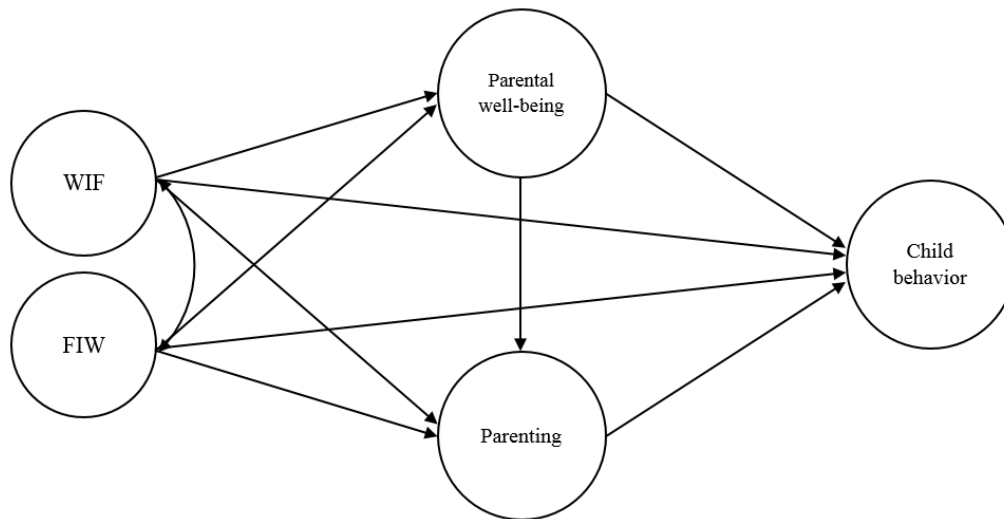 Parental
well-being
WIF
Child
behavior
FIW
Parenting